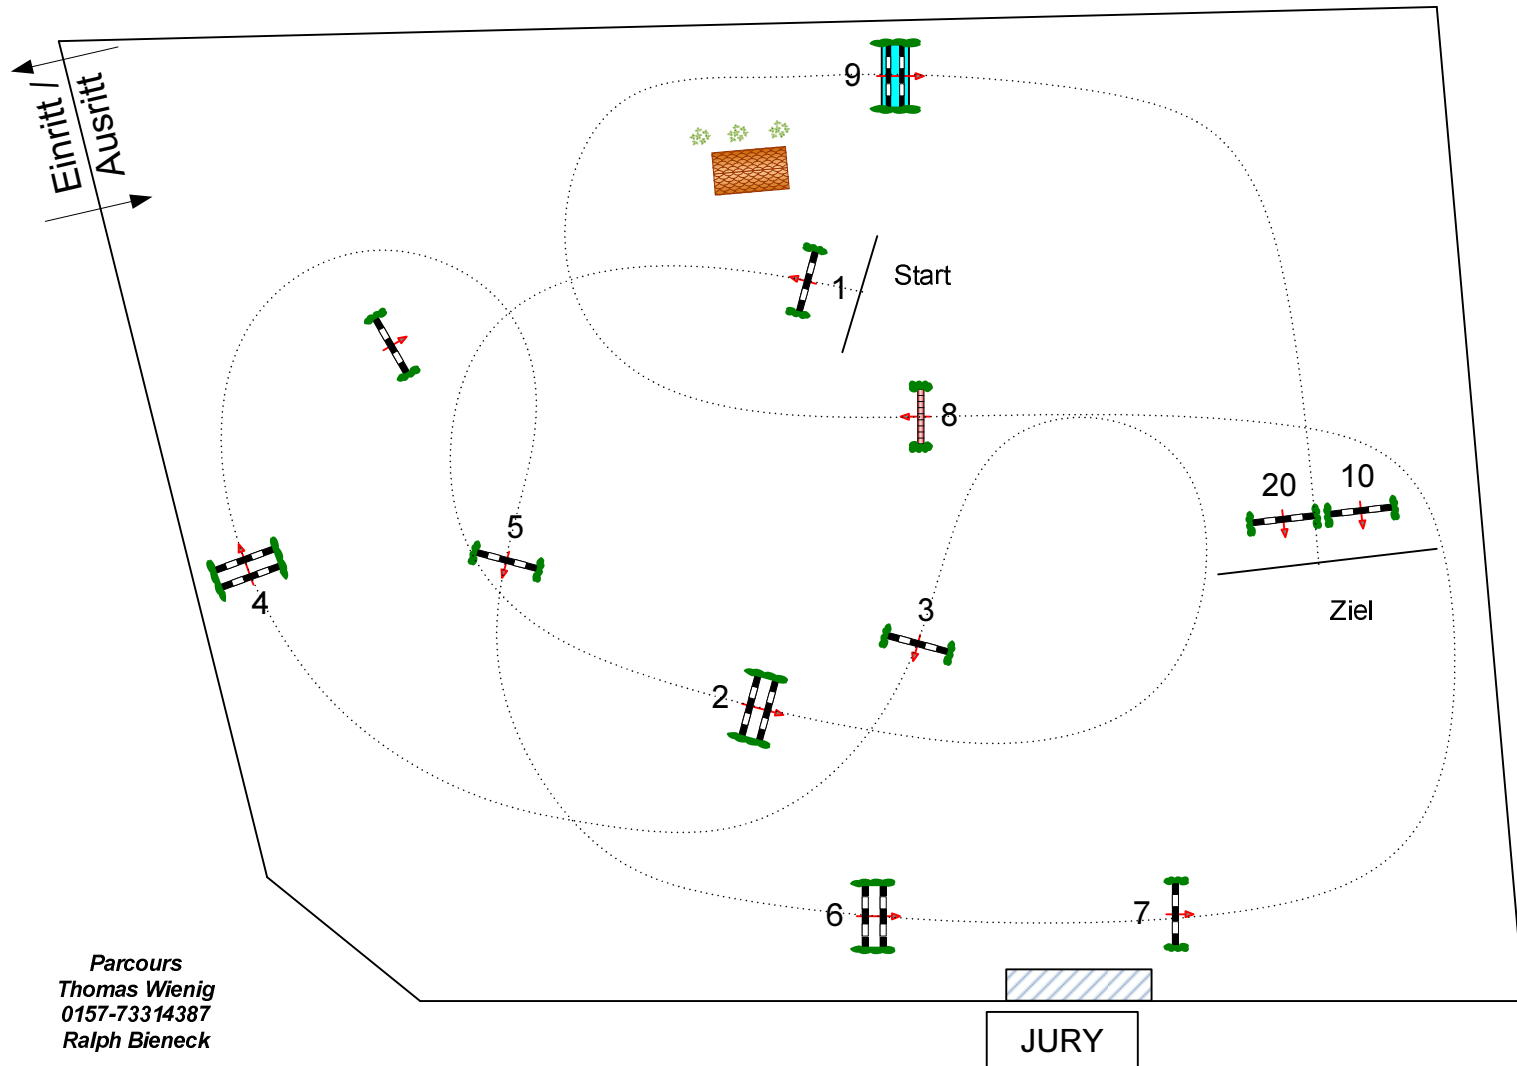 Einritt /
Ausritt
9
1
Start
8
20
10
5
Ziel
4
3
2
6
7
Parcours
Thomas Wienig
0157-73314387
Ralph Bieneck
JURY